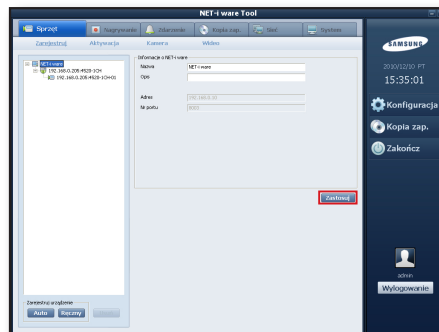 NET-i ware Tool
Sprzęt
Nagrywanie
Zdarzenie
Kopia zap.
Sieć
System
Zarejestruj
Aktywacja
Kamera
Wideo
SAMSUNG
2010/12/10 PT
15:35:01
Konfiguracja
Kopia zap.
Zakończ
NET-i ware
192.168.0.205:4520-1CH
192.168.0.205:4520-1CH-01
Informacje o NET-i ware
Nazwa
NET-i ware
Opis
Adres
Nr portu
Zastosuj
admin
Wylogowanie
Zarejestruj urządzenie
Auto
Ręczny